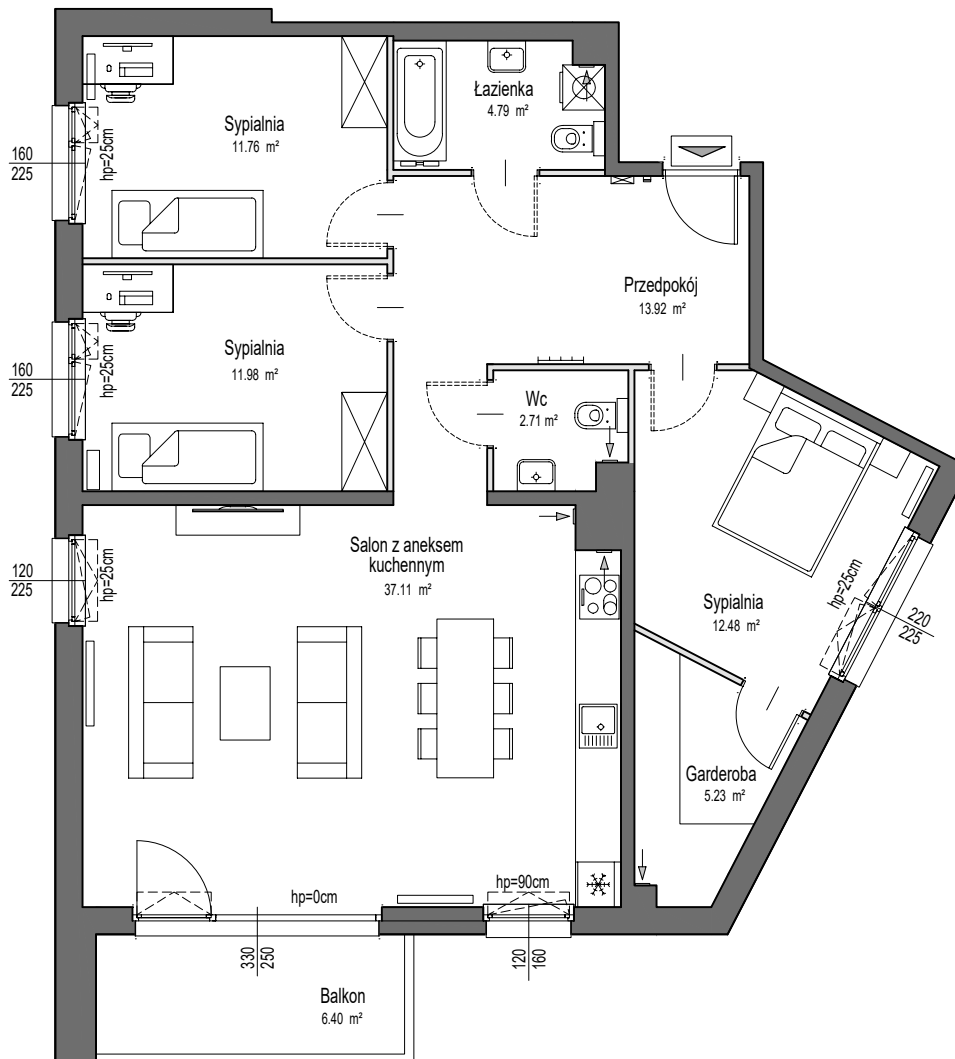 Łazienka
4.79 m²
Sypialnia
11.76 m²
160
225
hp=25cm
Przedpokój
13.92 m²
Sypialnia
11.98 m²
160
225
hp=25cm
Wc
2.71 m²
Salon z aneksem
kuchennym
37.11 m²
120
225
hp=25cm
Sypialnia
12.48 m²
hp=25cm
220
225
Garderoba
5.23 m²
hp=0cm
hp=90cm
330
250
120
160
Balkon
6.40 m²